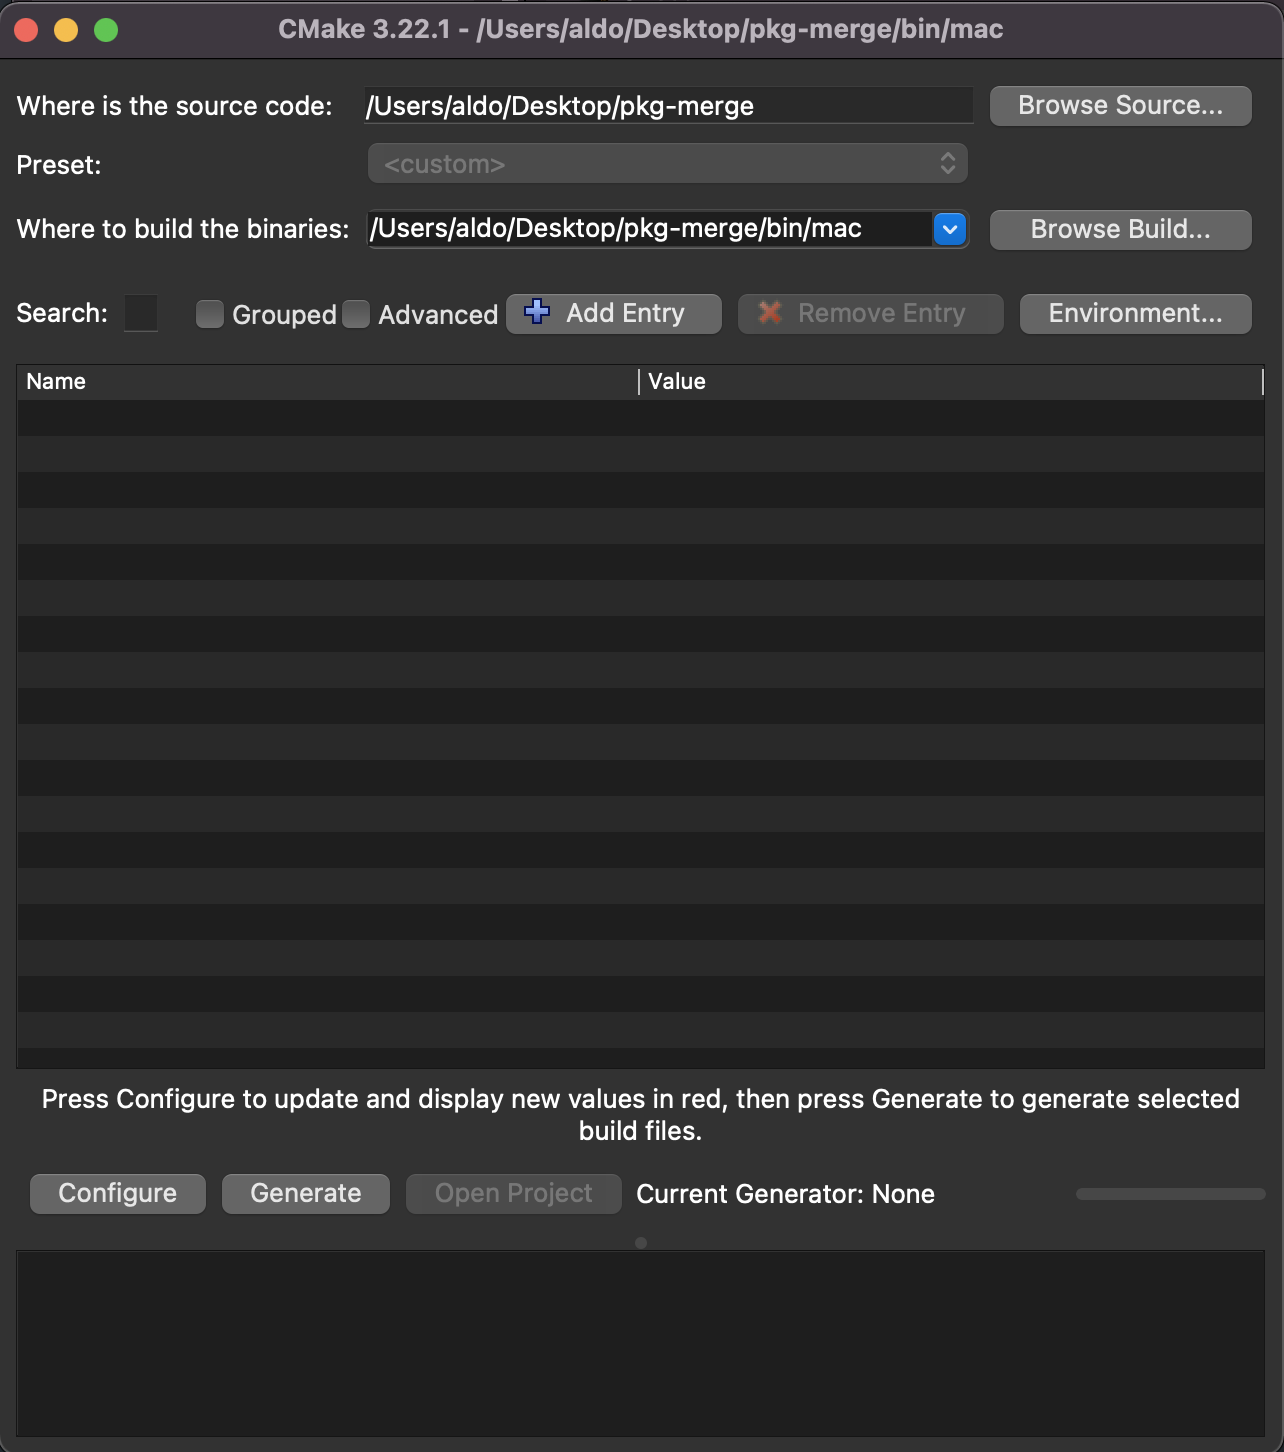 CMake 3.22.1 - /Users/aldo/Desktop/pkg-merge/bin/mac
Where is the source code: /Users/aldo/Desktop/pkg-merge Browse Source...
Preset: <custom>
Where to build the binaries: /Users/aldo/Desktop/pkg-merge/bin/mac Browse Build...
Search: Grouped Advanced Add Entry Remove Entry Environment...
Name Value
Press Configure to update and display new values in red, then press Generate to generate selected
build files.
Configure Generate Open Project Current Generator: None